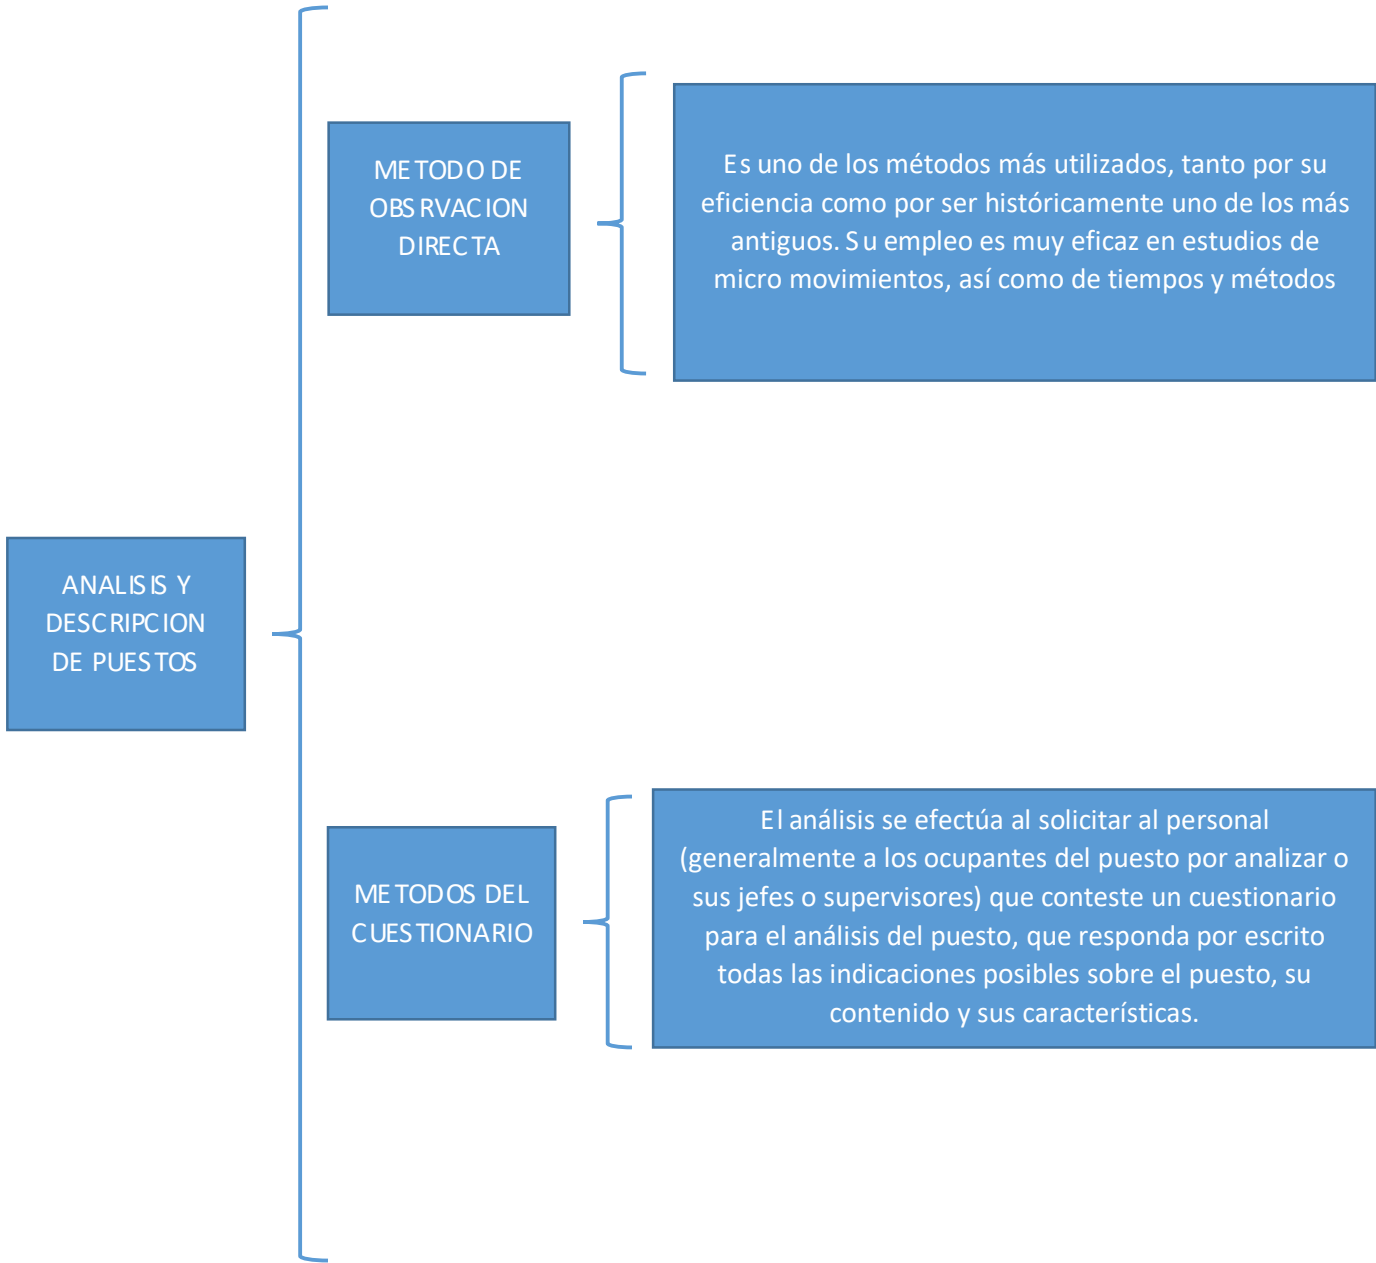 METODO DE
OBSRVACION
DIRECTA
Es uno de los métodos más utilizados, tanto por su
eficiencia como por ser históricamente uno de los más
antiguos. Su empleo es muy eficaz en estudios de
micro movimientos, así como de tiempos y métodos
ANALISIS Y
DESCRIPCION
DE PUESTOS
METODOS DEL
CUESTIONARIO
El análisis se efectúa al solicitar al personal
(generalmente a los ocupantes del puesto por analizar o
sus jefes o supervisores) que conteste un cuestionario
para el análisis del puesto, que responda por escrito
todas las indicaciones posibles sobre el puesto, su
contenido y sus características.